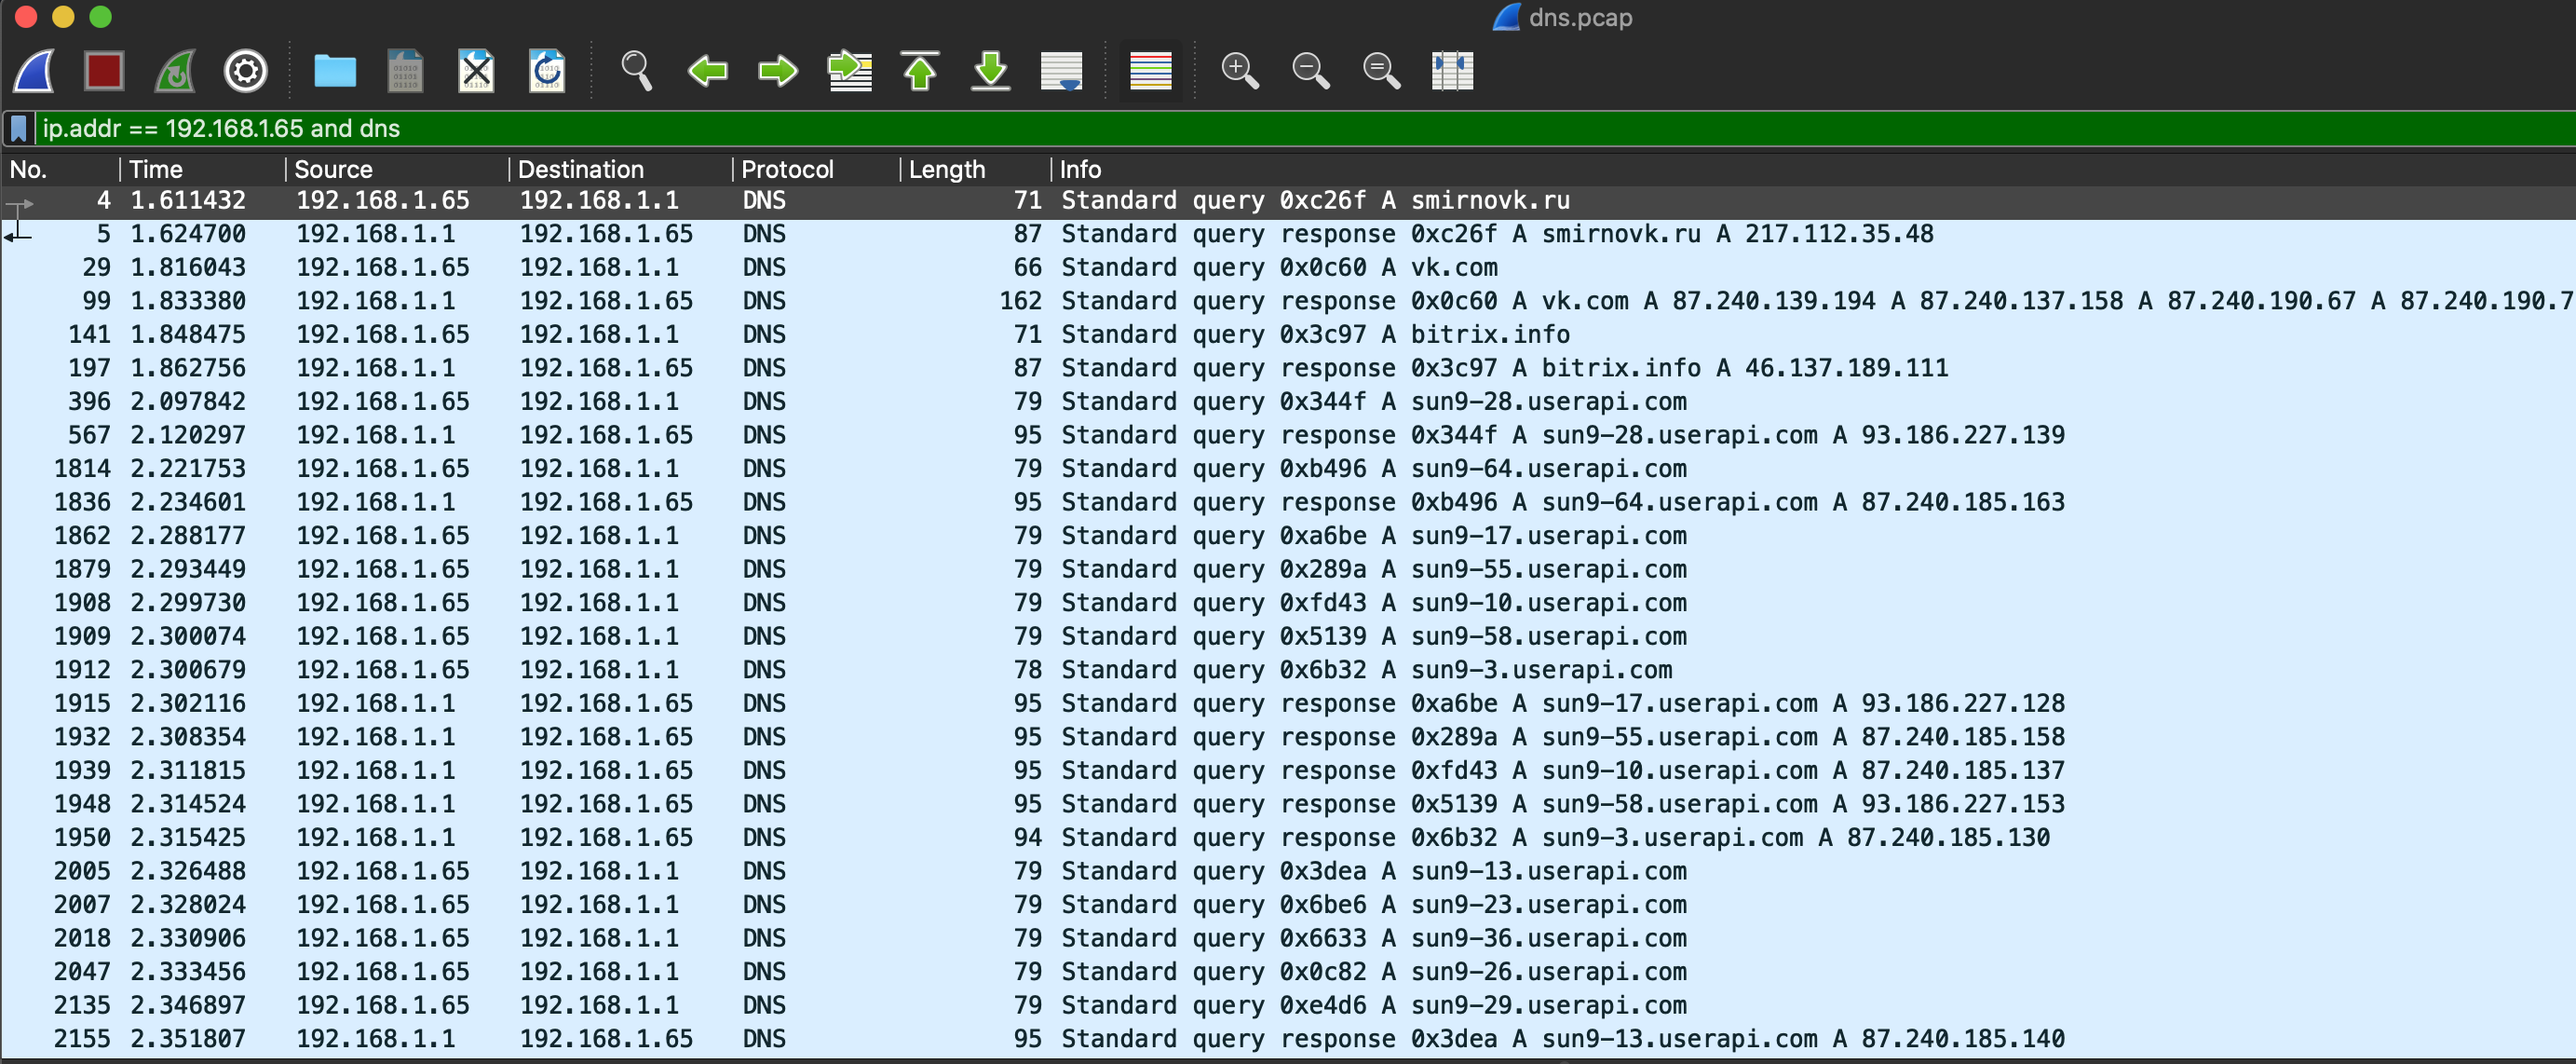 dns.pcap
ip.addr == 192.168.1.65 and dns
No. Time Source Destination Protocol Length Info
4 1.611432 192.168.1.65 192.168.1.1 DNS 71 Standard query 0xc26f A smirnovk.ru
5 1.624700 192.168.1.1 192.168.1.65 DNS 87 Standard query response 0xc26f A smirnovk.ru A 217.112.35.48
29 1.816043 192.168.1.65 192.168.1.1 DNS 66 Standard query 0x0c60 A vk.com
99 1.833380 192.168.1.1 192.168.1.65 DNS 162 Standard query response 0x0c60 A vk.com A 87.240.139.194 A 87.240.137.158 A 87.240.190.67 A 87.240.190.7
141 1.848475 192.168.1.65 192.168.1.1 DNS 71 Standard query 0x3c97 A bitrix.info
197 1.862756 192.168.1.1 192.168.1.65 DNS 87 Standard query response 0x3c97 A bitrix.info A 46.137.189.111
396 2.097842 192.168.1.65 192.168.1.1 DNS 79 Standard query 0x344f A sun9-28.userapi.com
567 2.120297 192.168.1.1 192.168.1.65 DNS 95 Standard query response 0x344f A sun9-28.userapi.com A 93.186.227.139
1814 2.221753 192.168.1.65 192.168.1.1 DNS 79 Standard query 0xb496 A sun9-64.userapi.com
1836 2.234601 192.168.1.1 192.168.1.65 DNS 95 Standard query response 0xb496 A sun9-64.userapi.com A 87.240.185.163
1862 2.288177 192.168.1.65 192.168.1.1 DNS 79 Standard query 0xa6be A sun9-17.userapi.com
1879 2.293449 192.168.1.65 192.168.1.1 DNS 79 Standard query 0x289a A sun9-55.userapi.com
1908 2.299730 192.168.1.65 192.168.1.1 DNS 79 Standard query 0xfd43 A sun9-10.userapi.com
1909 2.300074 192.168.1.65 192.168.1.1 DNS 79 Standard query 0x5139 A sun9-58.userapi.com
1912 2.300679 192.168.1.65 192.168.1.1 DNS 78 Standard query 0x6b32 A sun9-3.userapi.com
1915 2.302116 192.168.1.1 192.168.1.65 DNS 95 Standard query response 0xa6be A sun9-17.userapi.com A 93.186.227.128
1932 2.308354 192.168.1.1 192.168.1.65 DNS 95 Standard query response 0x289a A sun9-55.userapi.com A 87.240.185.158
1939 2.311815 192.168.1.1 192.168.1.65 DNS 95 Standard query response 0xfd43 A sun9-10.userapi.com A 87.240.185.137
1948 2.314524 192.168.1.1 192.168.1.65 DNS 95 Standard query response 0x5139 A sun9-58.userapi.com A 93.186.227.153
1950 2.315425 192.168.1.1 192.168.1.65 DNS 94 Standard query response 0x6b32 A sun9-3.userapi.com A 87.240.185.130
2005 2.326488 192.168.1.65 192.168.1.1 DNS 79 Standard query 0x3dea A sun9-13.userapi.com
2007 2.328024 192.168.1.65 192.168.1.1 DNS 79 Standard query 0x6be6 A sun9-23.userapi.com
2018 2.330906 192.168.1.65 192.168.1.1 DNS 79 Standard query 0x6633 A sun9-36.userapi.com
2047 2.333456 192.168.1.65 192.168.1.1 DNS 79 Standard query 0x0c82 A sun9-26.userapi.com
2135 2.346897 192.168.1.65 192.168.1.1 DNS 79 Standard query 0xe4d6 A sun9-29.userapi.com
2155 2.351807 192.168.1.1 192.168.1.65 DNS 95 Standard query response 0x3dea A sun9-13.userapi.com A 87.240.185.140